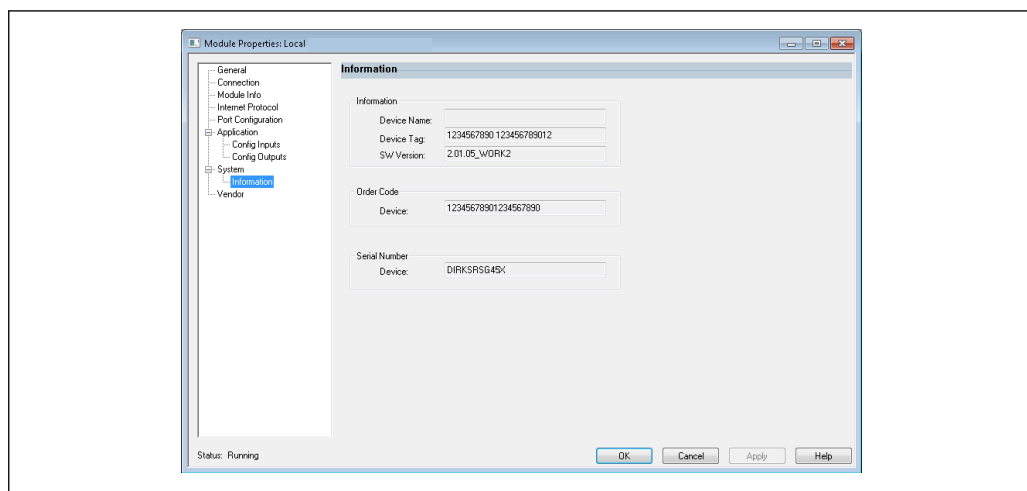 Module Properties: Local
General
Connection
Module Info
Internet Protocol
Port Configuration
Application
Config Inputs
Config Outputs
System
Information
Vendor
Information
Information
Device Name:
Device Tag: 1234567890 123456789012
SW Version: 2.01.05_WORK2
Order Code
Device: 12345678901234567890
Serial Number
Device: DIRKSRSG45X
Status: Running
OK Cancel Apply Help